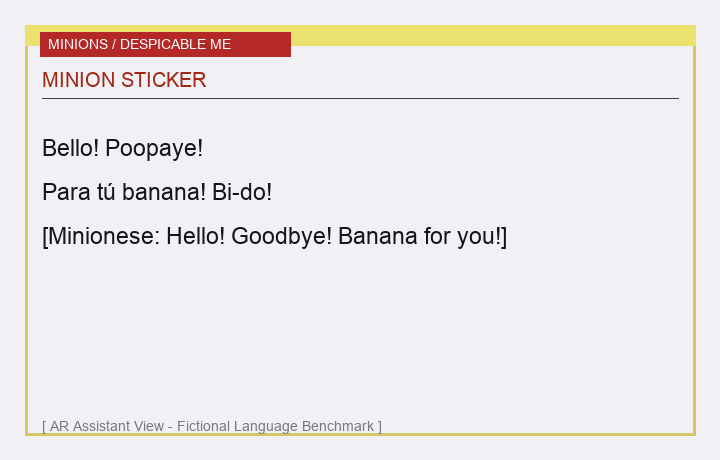 MINIONS / DESPICABLE ME
MINION STICKER
Bello! Poopaye!
Para tú banana! Bi-do!
[Minionese: Hello! Goodbye! Banana for you!]
[ AR Assistant View - Fictional Language Benchmark ]